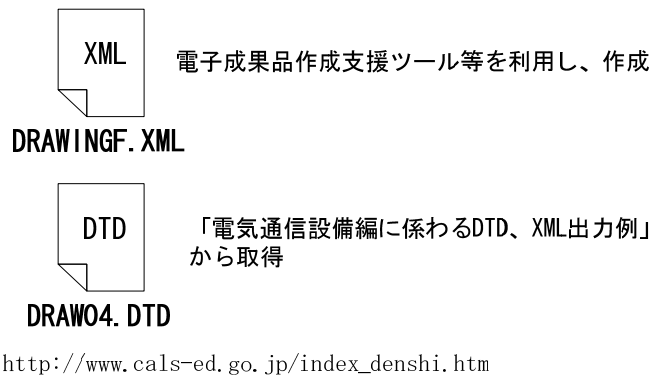 XML
電子成果品作成支援ツール等を利用し、作成
DRAWINGF.XML
DTD
「電気通信設備編に係わるDTD、XML出力例」
から取得
DRAW04.DTD
http://www.cals-ed.go.jp/index_denshi.htm